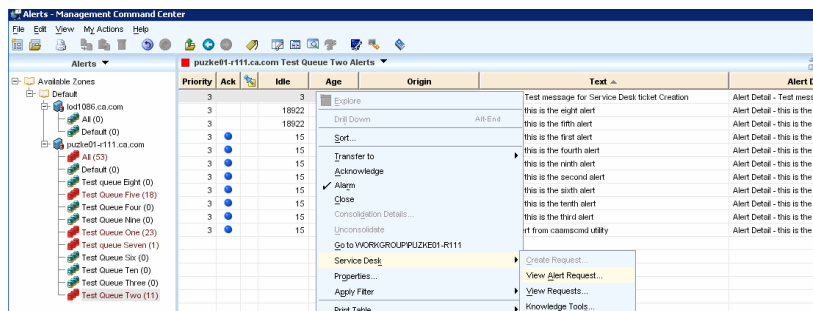 Alerts - Management Command Center
File Edit View My Actions Help
Alerts
puzke01-r111.ca.com Test Queue Two Alerts
Available Zones
Default
lod1086.ca.com
All (0)
Default (0)
puzke01-r111.ca.com
All (53)
Default (0)
Test queue Eight (0)
Test Queue Five (18)
Test Queue Four (0)
Test Queue Nine (0)
Test Queue One (23)
Test queue Seven (1)
Test Queue Six (0)
Test Queue Ten (0)
Test Queue Three (0)
Test Queue Two (11)
Priority Ack Idle Age Origin Text Alert D
3 3 Test message for Service Desk ticket Creation Alert Detail - Test mess
3 18922 this is the eight alert Alert Detail - this is the
3 18922 this is the fifth alert Alert Detail - this is the
3 15 this is the first alert Alert Detail - this is the
3 15 this is the fourth alert Alert Detail - this is the
3 15 this is the ninth alert Alert Detail - this is the
3 15 this is the second alert Alert Detail - this is the
3 15 this is the sixth alert Alert Detail - this is the
3 15 this is the tenth alert Alert Detail - this is the
3 15 this is the third alert Alert Detail - this is the
3 15 rt from caamscmd utility Alert Detail - this is the
Explore
Drill Down Alt-End
Sort...
Transfer to
Acknowledge
Alarm
Close
Consolidation Details...
Unconsolidate
Go to WORKGROUP\PUZKE01-R111
Service Desk
Properties...
Apply Filter
Print Table
Create Request...
View Alert Request...
View Requests...
Knowledge Tools...